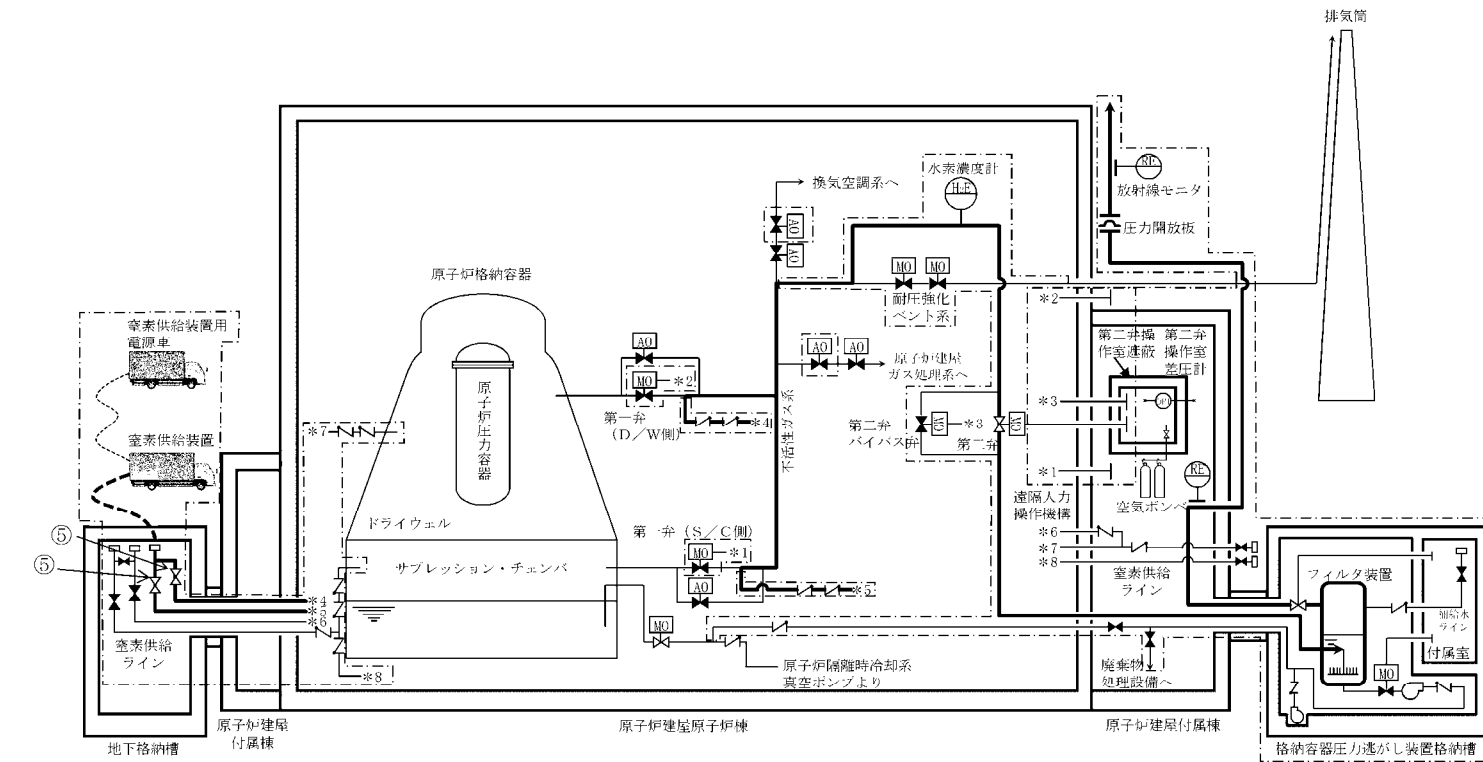 排気筒
水素濃度計
H₂E
RE
放射線モニタ
換気空調系へ
AO
AO
圧力開放板
原子炉格納容器
MO
MO
耐圧強化
ベント系
*2
窒素供給装置用
電源車
第二弁操
作室遮蔽
第二弁
操作室
差圧計
AO
AO
AO
原子炉建屋
ガス処理系へ
MO
*2
原子炉圧力容器
*3
第一弁
(D/W側)
*4
不活性ガス系
第二弁
バイパス弁
*3
第二弁
*7
窒素供給装置
*1
RE
遠隔人力
操作機構
空気ボンベ
ドライウェル
第一弁(S/C側)
MO
*1
⑤
⑤
*6
*7
*8
サプレッション・チェンバ
窒素供給
ライン
フィルタ装置
AO
*5
*4
*5
*6
MO
補給水
ライン
窒素供給
ライン
付属室
原子炉隔離時冷却系
真空ポンプより
廃棄物
処理設備へ
MO
*8
原子炉建屋
付属棟
原子炉建屋原子炉棟
原子炉建屋付属棟
地下格納槽
格納容器圧力逃がし装置格納槽